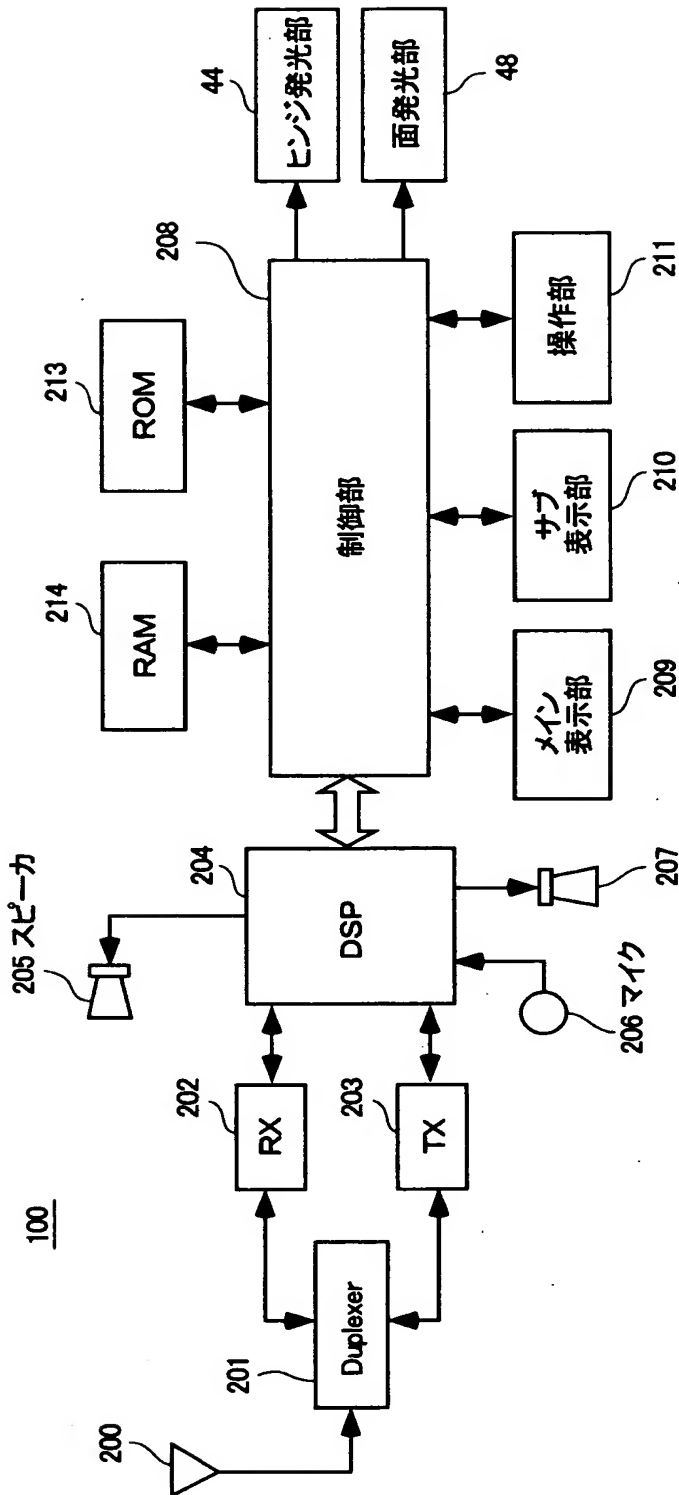 100
200
201
Duplexer
202
RX
203
TX
204
DSP
205 スピーカ
206 マイク
207
208
制御部
214
RAM
213
ROM
44
ヒンジ発光部
48
面発光部
メイン
表示部
209
サブ
表示部
210
操作部
211